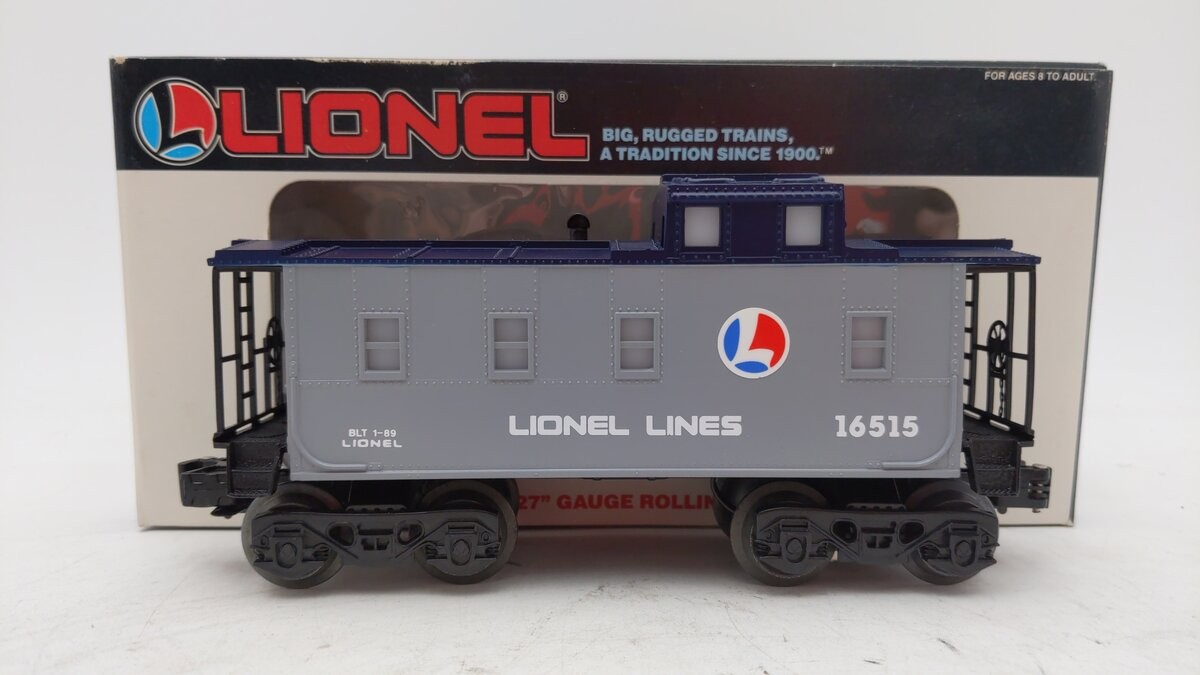 FOR AGES 8 TO ADULT
LIONEL®
BIG, RUGGED TRAINS,
A TRADITION SINCE 1900.™
BLT 1-89
LIONEL
LIONEL LINES
16515
27" GAUGE